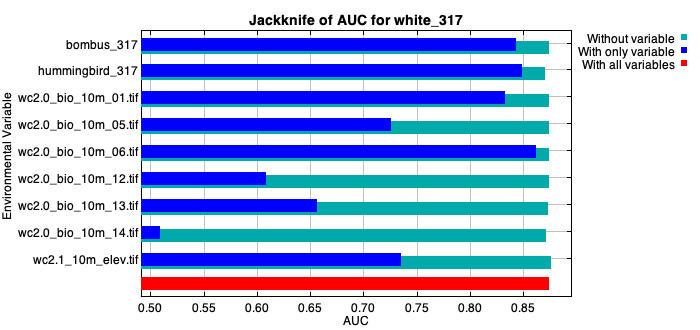 Jackknife of AUC for white_317
Without variable
With only variable
With all variables
Environmental Variable
bombus_317
hummingbird_317
wc2.0_bio_10m_01.tif
wc2.0_bio_10m_05.tif
wc2.0_bio_10m_06.tif
wc2.0_bio_10m_12.tif
wc2.0_bio_10m_13.tif
wc2.0_bio_10m_14.tif
wc2.1_10m_elev.tif
0.50 0.55 0.60 0.65 0.70 0.75 0.80 0.85
AUC